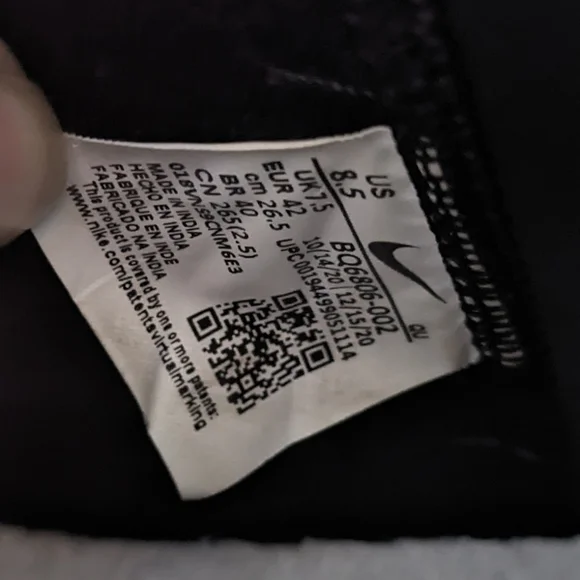 US
8.5
UK 7.5
EUR 42
cm 26.5
BR 40
CN 265(2.5)
MADE IN INDIA
HECHO EN INDIA
FABRIQUE EN INDE
FABRICADO NA INDIA
This product is covered by one or more patents:
www.nike.com/patentsvirtualmarking
QU
BQ6806-002
10/14/20 12/15/20
UPC00194499051114